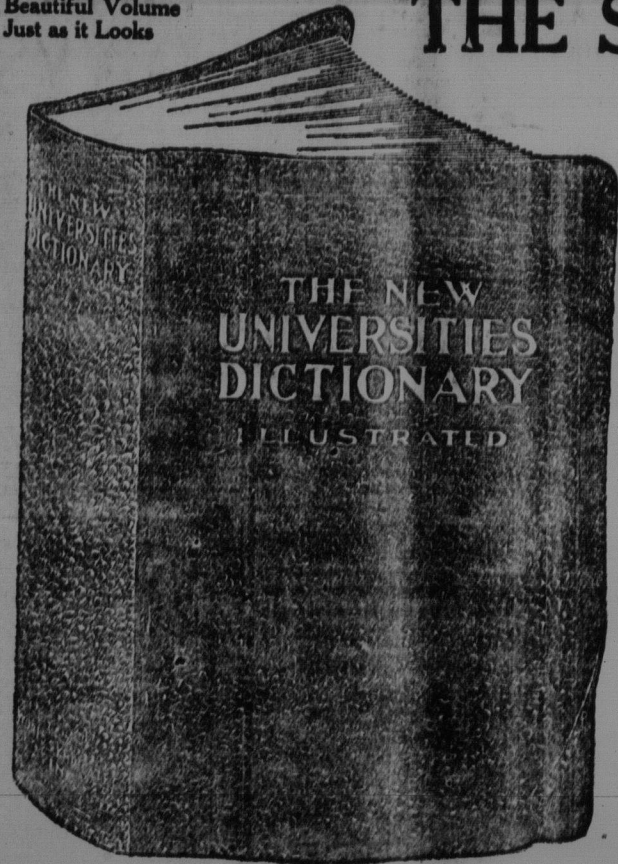 Beautiful Volume
Just as it Looks
THE S
THE NEW
UNIVERSITIES
DICTIONARY
THE NEW
UNIVERSITIES
DICTIONARY
ILLUSTRATED